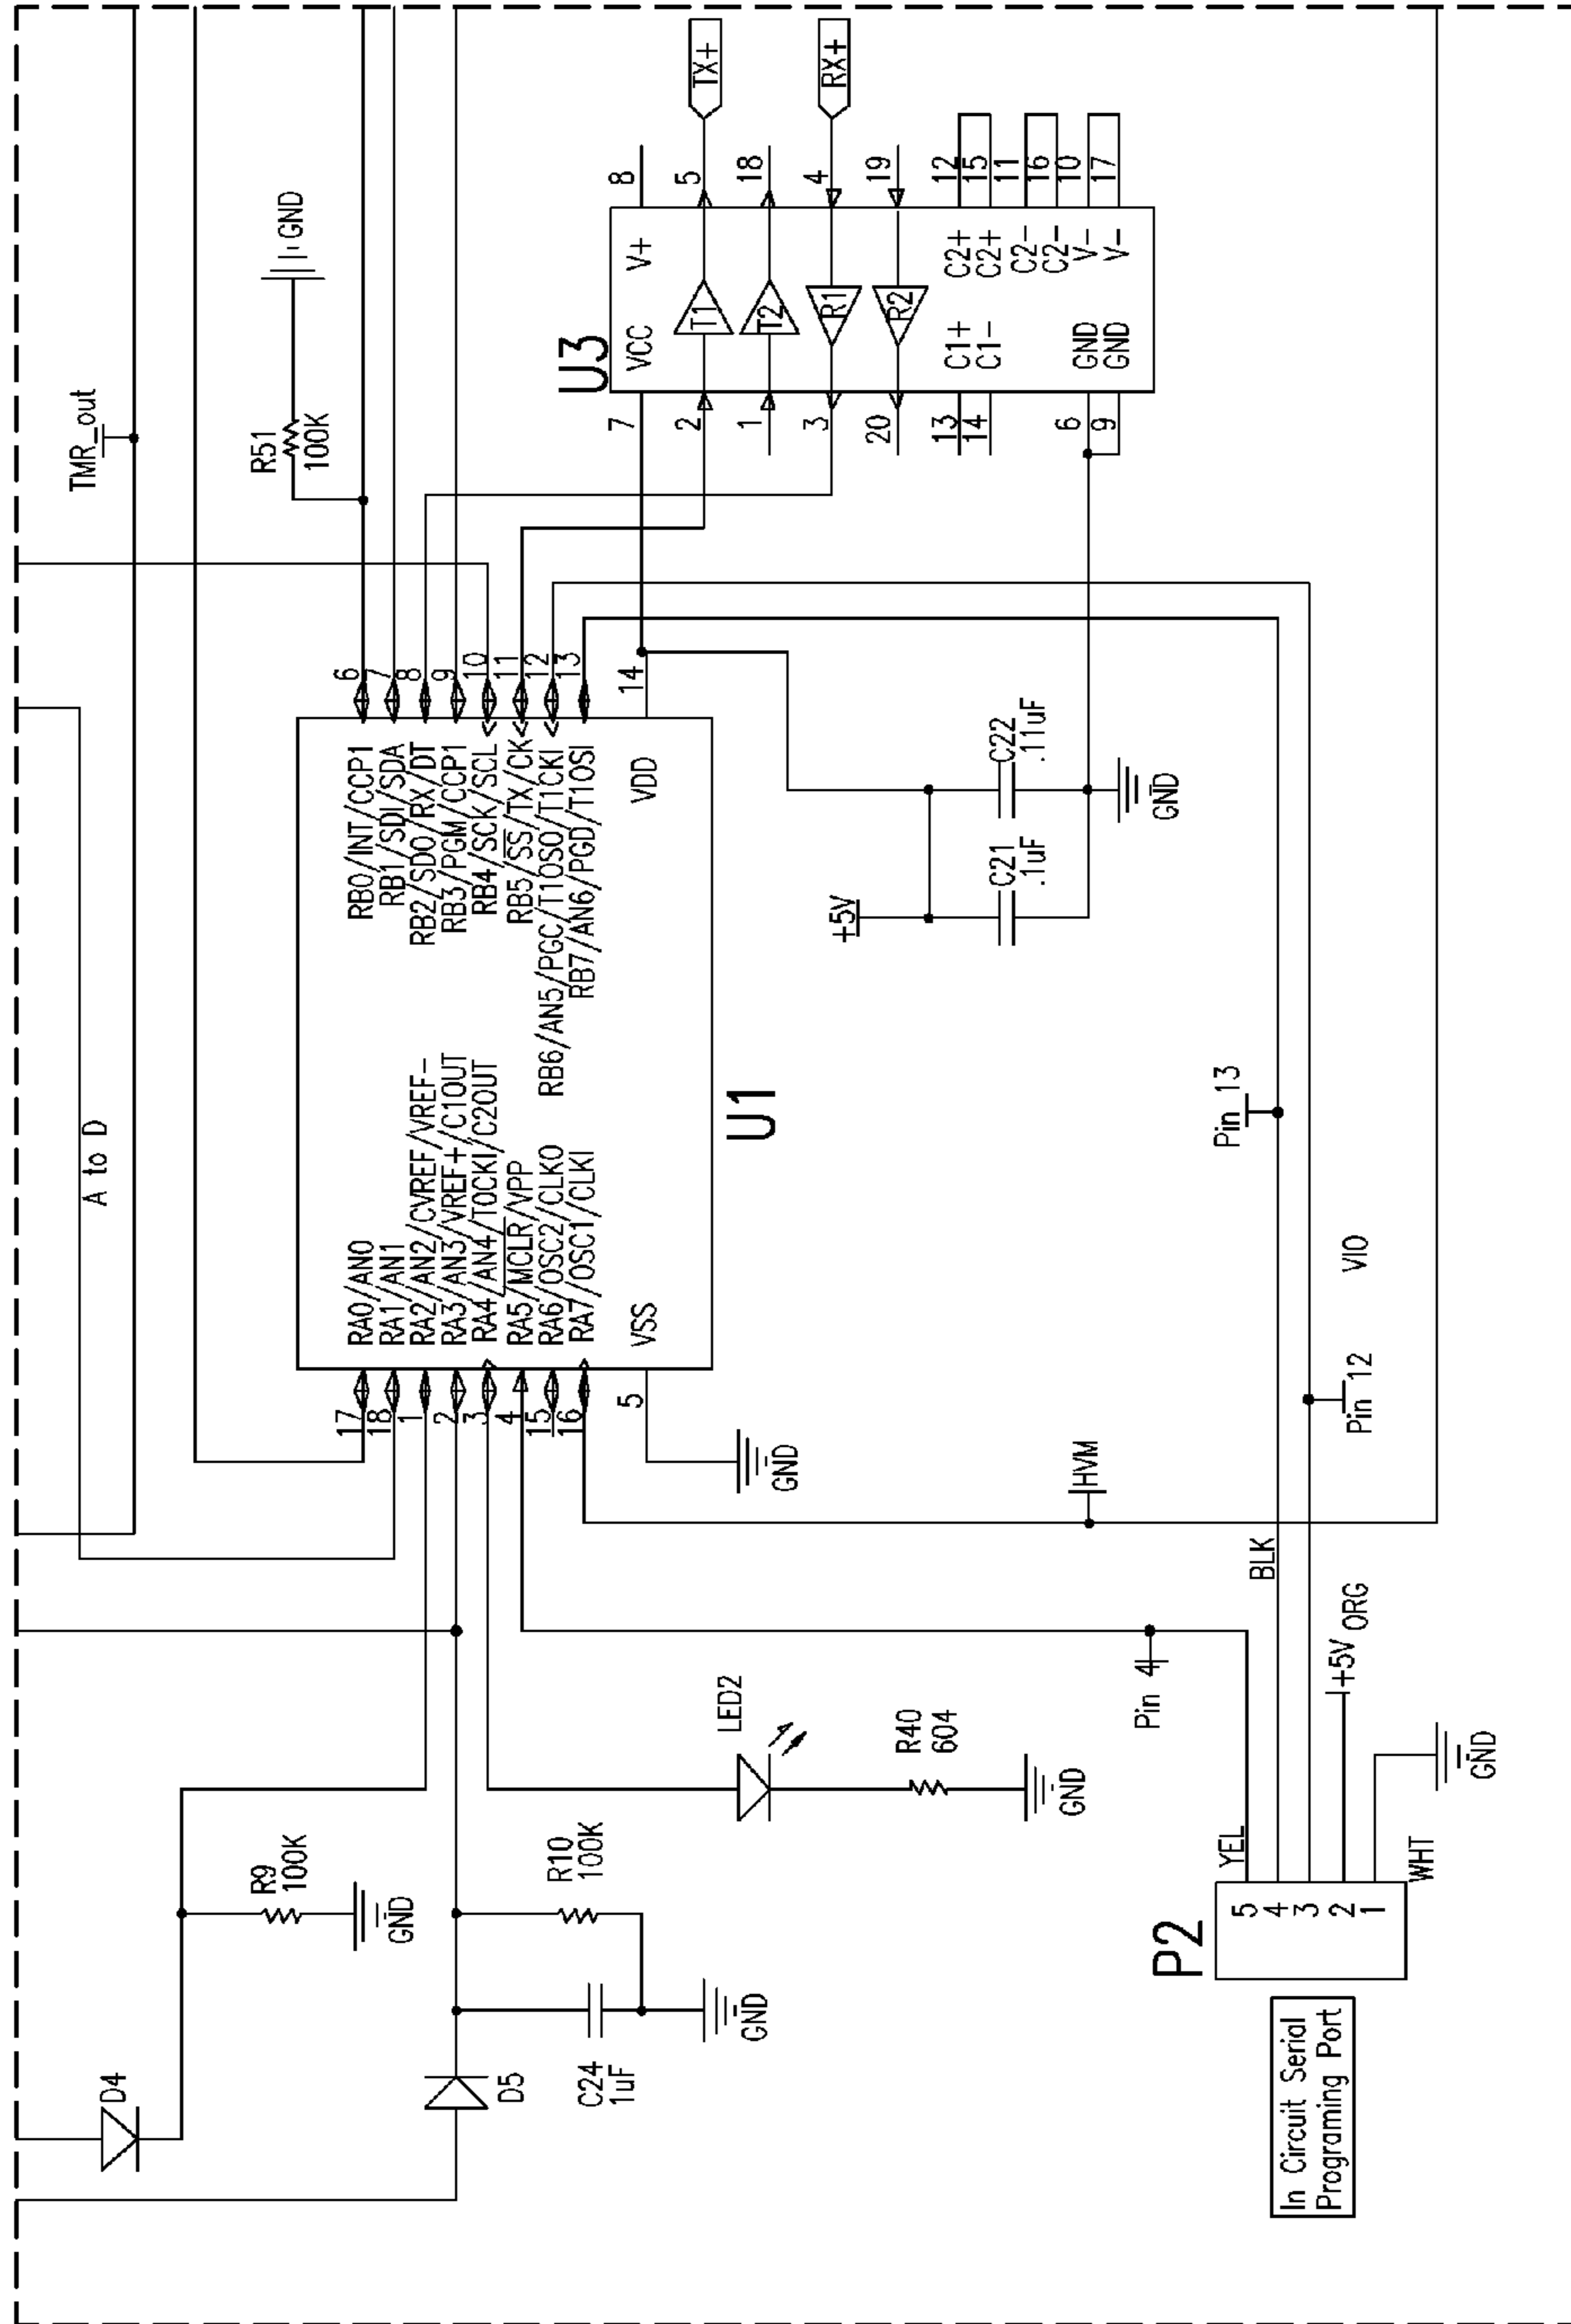 D4
R9
100K
GND
D5
C24
1uF
R10
100K
GND
LED2
R40
604
GND
A to D
TMR_out
R51
100K
GND
U1
17
18
1
2
3
4
15
16
5
RA0/AN0
RA1/AN1
RA2/AN2/CVREF/VREF-
RA3/AN3/VREF+/C1OUT
RA4/AN4/TOCKI/C2OUT
RA5/MCLR/VPP
RA6/OSC2/CLKO
RA7/OSC1/CLKI
VSS
GND
RB0/INT/CCP1
RB1/SDI/SDA
RB2/SDO/RX/DT
RB3/PGM/CCP1
RB4/SCK/SCL
RB5/SS/TX/CK
RB6/AN5/PGC/T1OSO/T1CKI
RB7/AN6/PGD/T1OSI
VDD
6
7
8
9
10
11
12
13
14
U3
7
2
1
3
20
13
14
6
9
VCC
V+
T1
T2
R1
R2
C1+
C1-
GND
GND
C2+
C2+
C2-
C2-
V-
V-
8
5
18
4
19
12
15
11
16
10
17
TX+
RX+
+5V
C21
.1uF
C22
.11uF
GND
Pin 4
HVM
Pin 13
Pin 12
VIO
P2
5
4
3
2
1
YEL
BLK
+5V
ORG
WHT
GND
In Circuit Serial
Programing Port